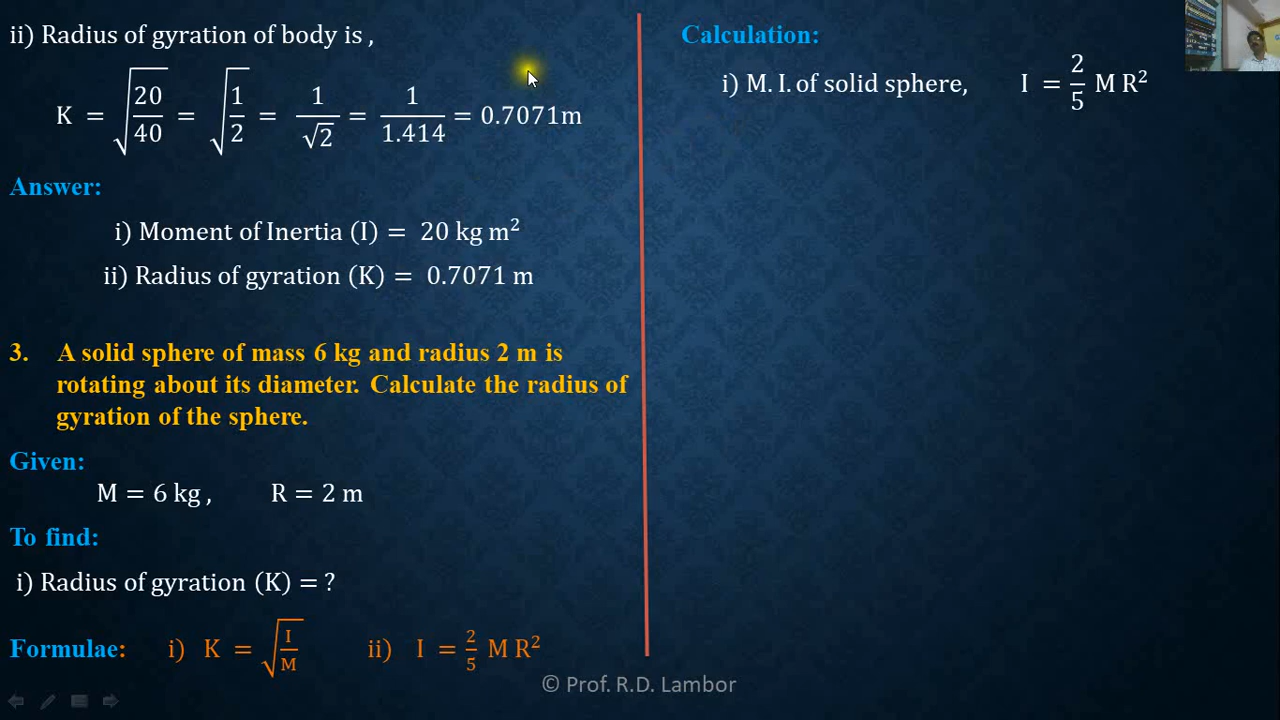 ii) Radius of gyration of body is ,
K = √(20/40) = √(1/2) = 1/√2 = 1/1.414 = 0.7071m
Answer:
i) Moment of Inertia (I) = 20 kg m²
ii) Radius of gyration (K) = 0.7071 m
3. A solid sphere of mass 6 kg and radius 2 m is
rotating about its diameter. Calculate the radius of
gyration of the sphere.
Given:
M = 6 kg , R = 2 m
To find:
i) Radius of gyration (K) = ?
Formulae: i) K = √(I/M) ii) I = 2/5 M R²
Calculation:
i) M. I. of solid sphere, I = 2/5 M R²
© Prof. R.D. Lambor